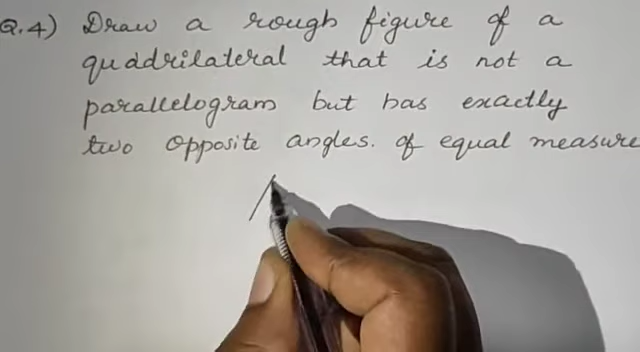 Q.4) Draw a rough figure of a
quadrilateral that is not a
parallelogram but has exactly
two opposite angles. of equal measure